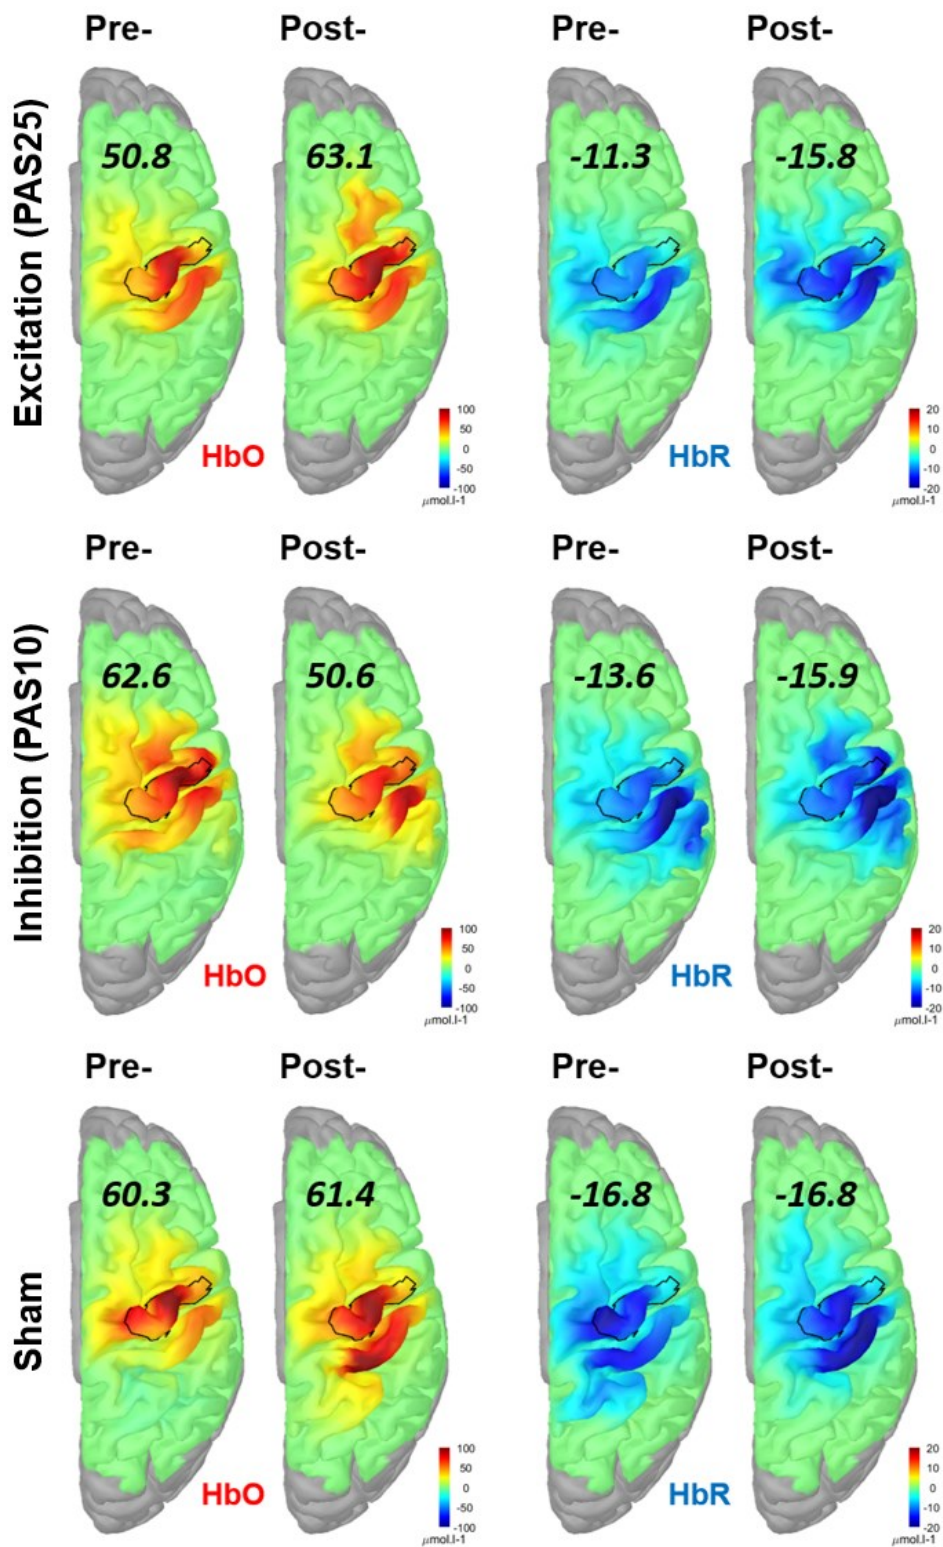 Pre- Post- Pre- Post-
Excitation (PAS25)
50.8 63.1 -11.3 -15.8
HbO
100
50
0
-50
-100
μmol.l-1
HbR
20
10
0
-10
-20
μmol.l-1
Pre- Post- Pre- Post-
Inhibition (PAS10)
62.6 50.6 -13.6 -15.9
HbO
100
50
0
-50
-100
μmol.l-1
HbR
20
10
0
-10
-20
μmol.l-1
Pre- Post- Pre- Post-
Sham
60.3 61.4 -16.8 -16.8
HbO
100
50
0
-50
-100
μmol.l-1
HbR
20
10
0
-10
-20
μmol.l-1